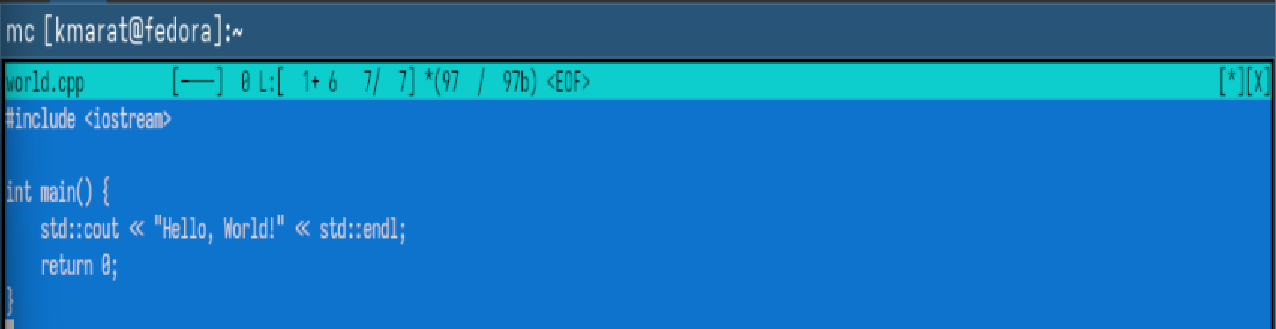 mc [kmarat@fedora]:~
world.cpp [----] 0 L:[ 1+ 6 7/ 7] *(97 / 97b) <EOF> [*][X]
#include <iostream>
int main() {
std::cout << "Hello, World!" << std::endl;
return 0;
}